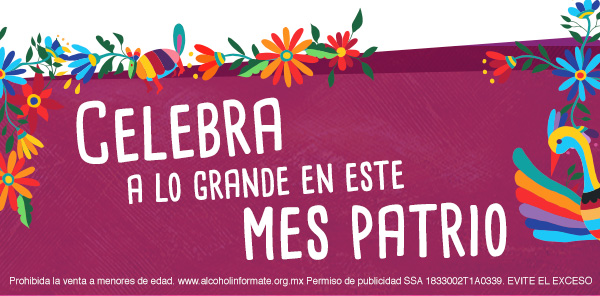 CELEBRA
A LO GRANDE EN ESTE
MES PATRIO
Prohibida la venta a menores de edad. www.alcoholinformate.org.mx Permiso de publicidad SSA 1833002T1A0339. EVITE EL EXCESO